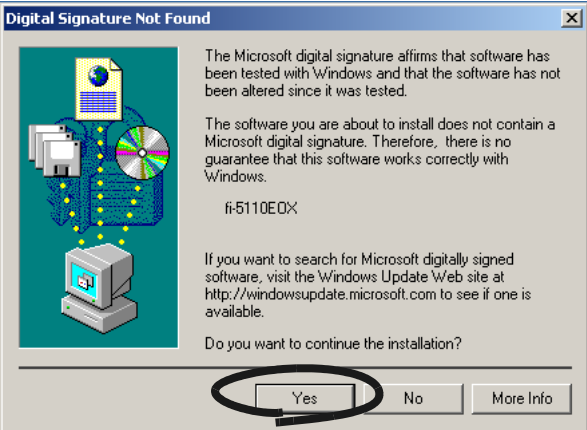 Digital Signature Not Found
The Microsoft digital signature affirms that software has
been tested with Windows and that the software has not
been altered since it was tested.
The software you are about to install does not contain a
Microsoft digital signature. Therefore, there is no
guarantee that this software works correctly with
Windows.
fi-5110EOX
If you want to search for Microsoft digitally signed
software, visit the Windows Update Web site at
http://windowsupdate.microsoft.com to see if one is
available.
Do you want to continue the installation?
Yes No More Info